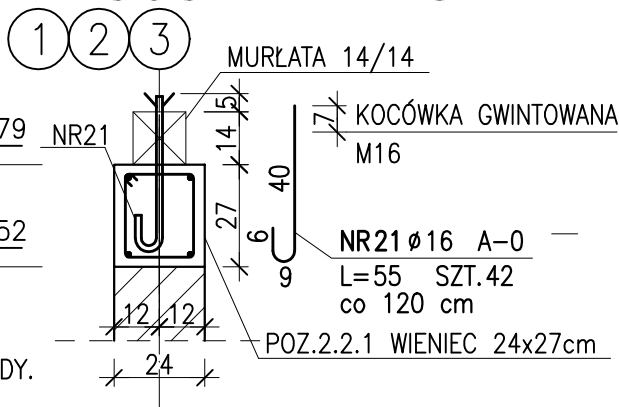 1 2 3
MURŁATA 14/14
79
NR21
5
14
27
7
KOCÓWKA GWINTOWANA
M16
40
6
9
52
NR21 ø16 A-0
L=55 SZT.42
co 120 cm
12 12
POZ.2.2.1 WIENIEC 24x27cm
24
DY.